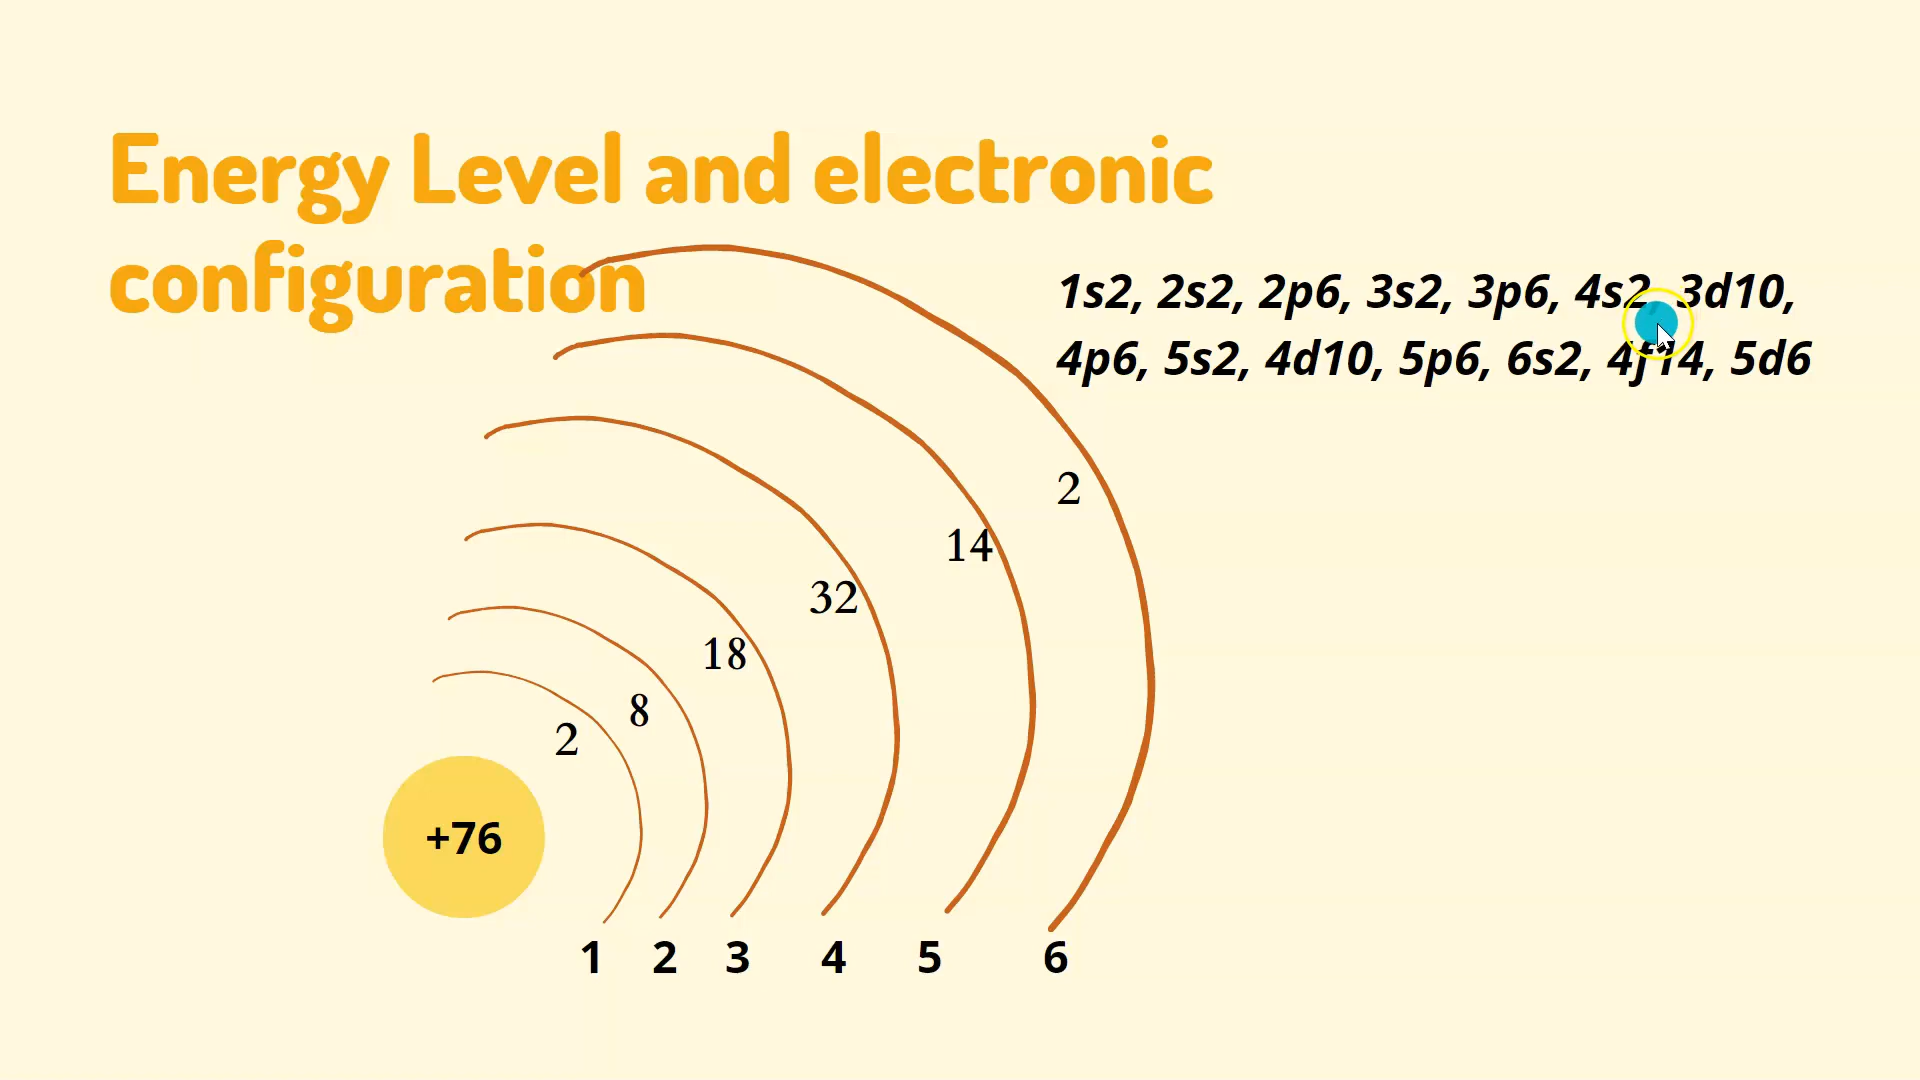 Energy Level and electronic
configuration
1s2, 2s2, 2p6, 3s2, 3p6, 4s2, 3d10,
4p6, 5s2, 4d10, 5p6, 6s2, 4f14, 5d6
2
14
32
18
8
2
+76
1 2 3 4 5 6